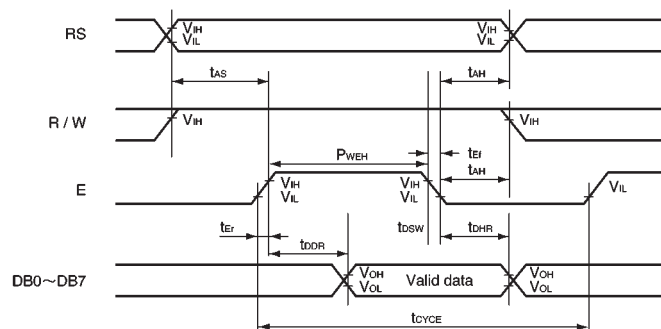 RS
VIH
VIL
VIH
VIL
tAS
tAH
R / W
VIH
VIH
PWEH
tEf
tAH
E
VIH
VIL
VIH
VIL
VIL
tEr
tDDR
tDSW
tDHR
DB0~DB7
VOH
VOL
Valid data
VOH
VOL
tCYCE